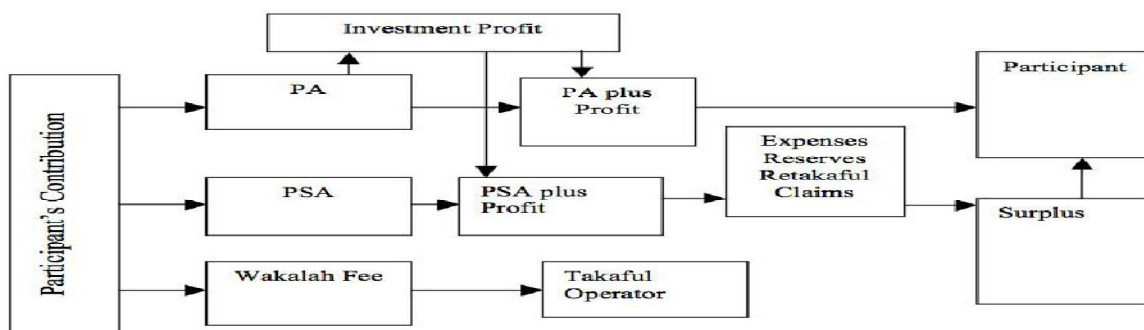 Investment Profit
Participant's Contribution
PA
PA plus
Profit
Participant
PSA
PSA plus
Profit
Expenses
Reserves
Retakaful
Claims
Surplus
Wakalah Fee
Takaful
Operator